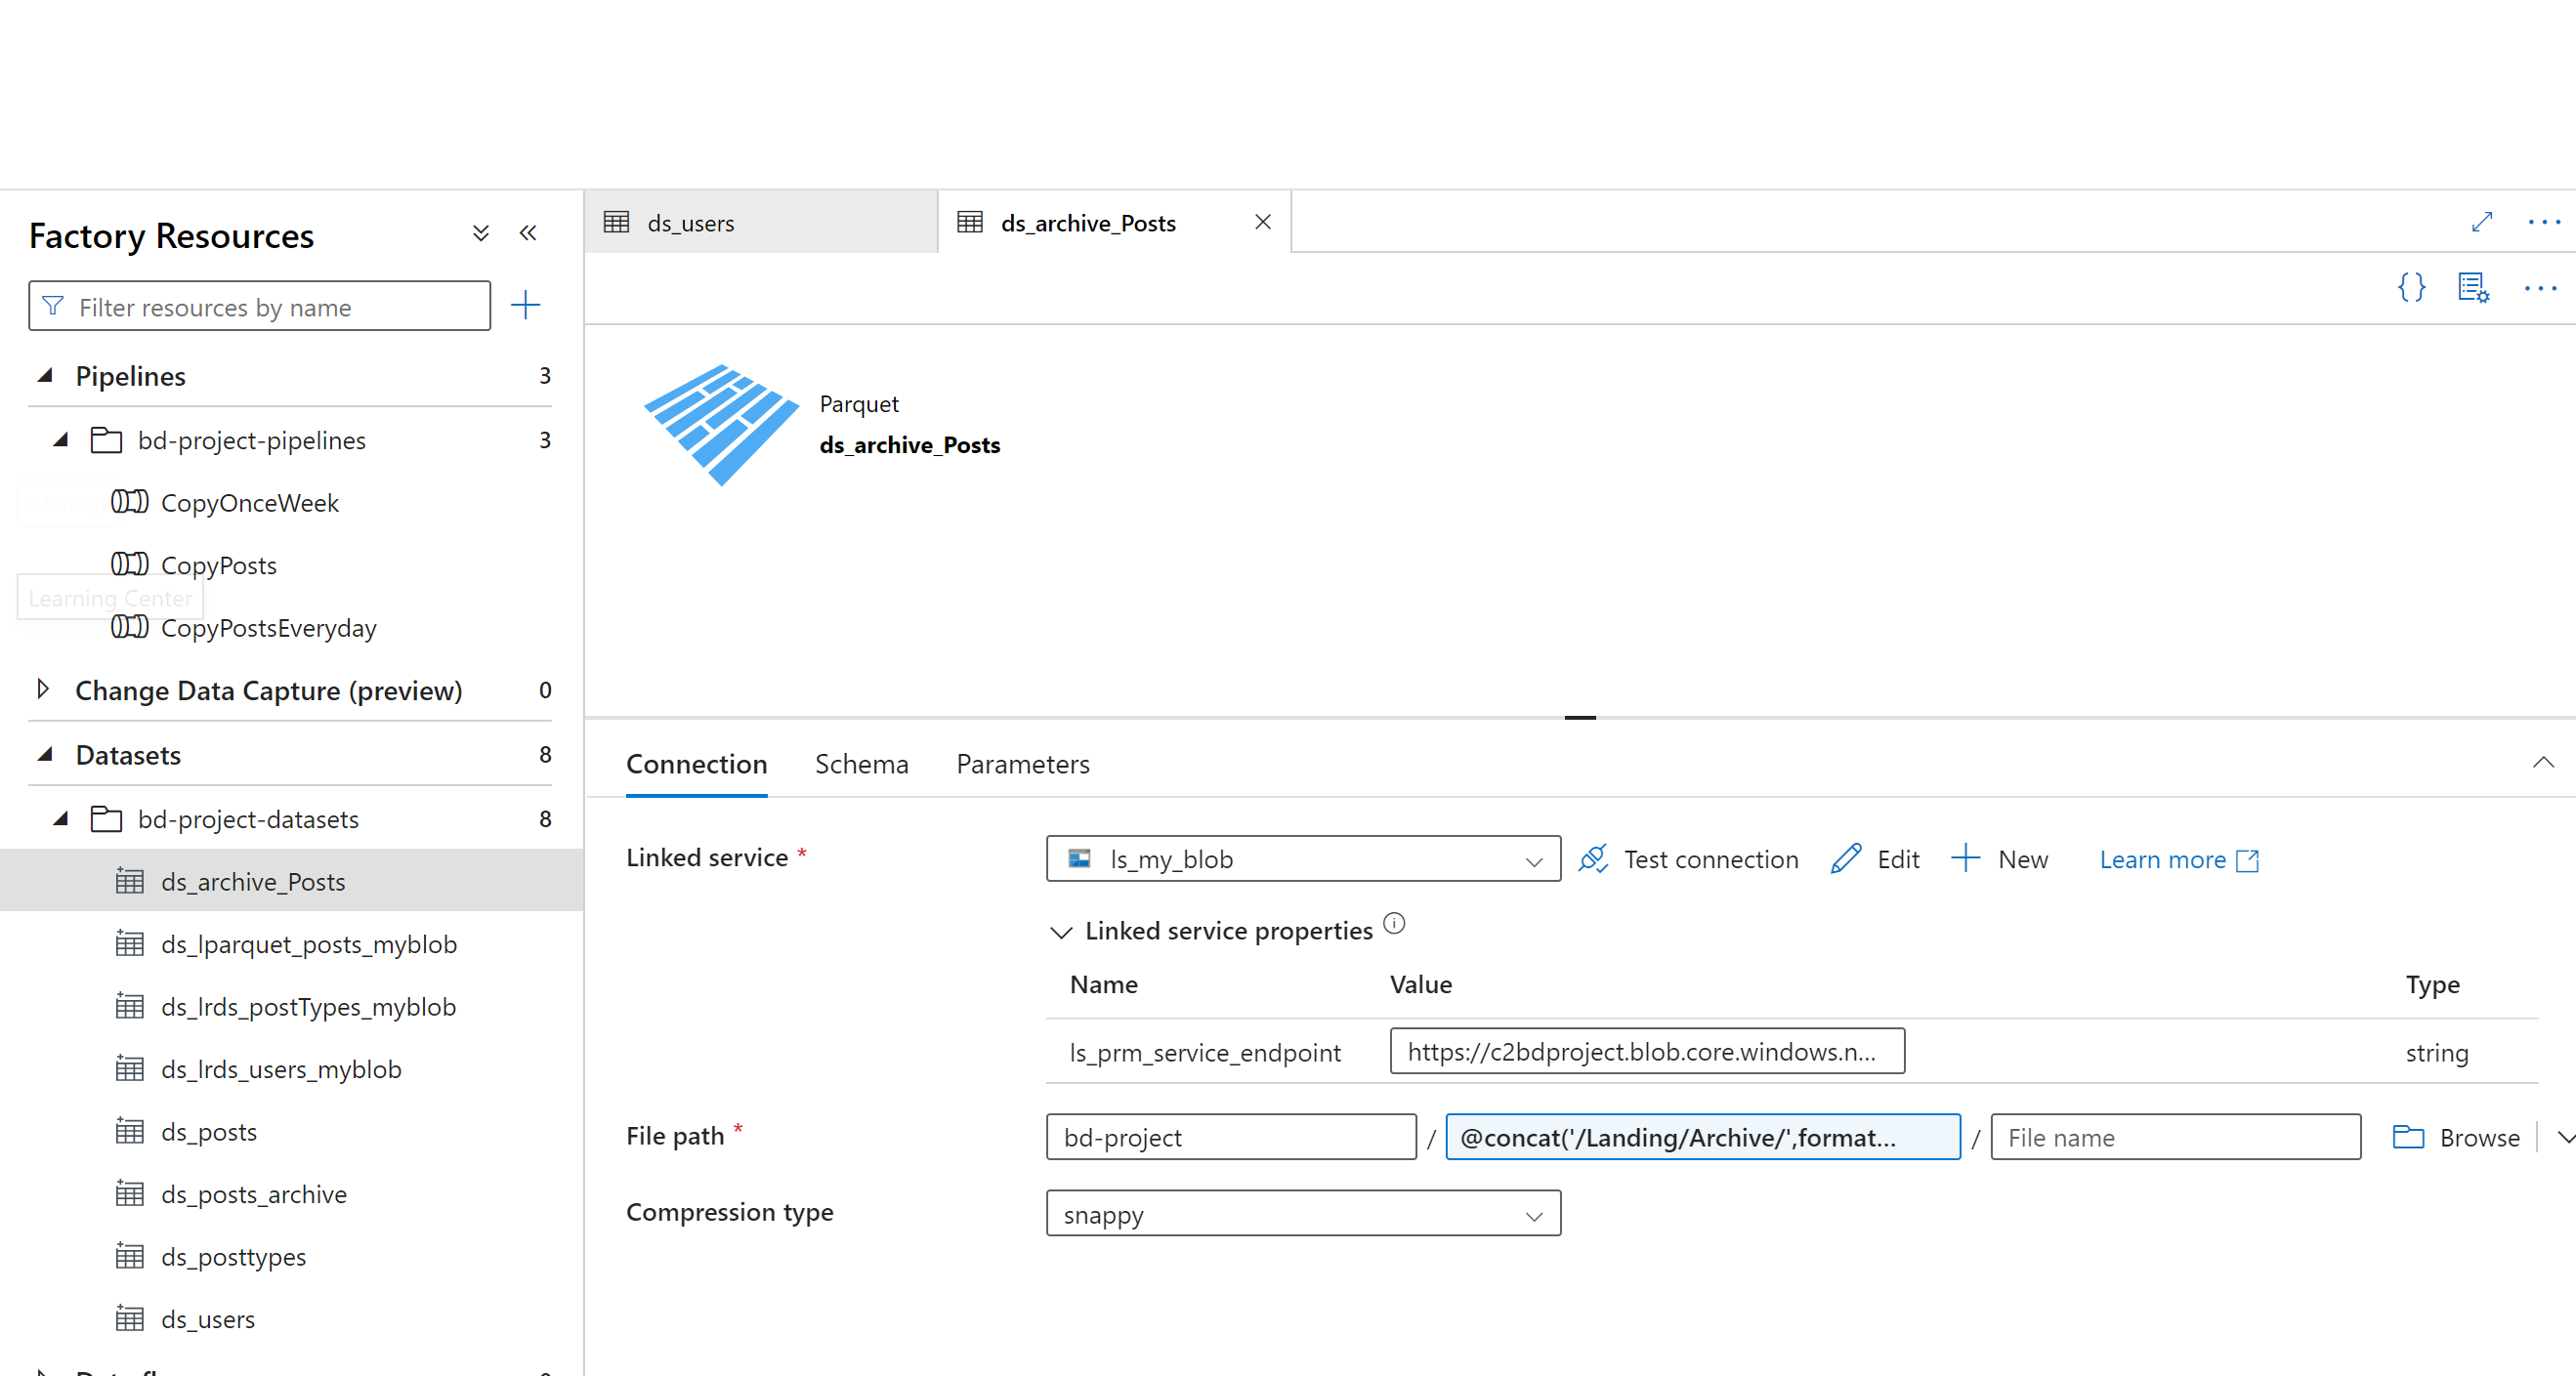 Factory Resources
Filter resources by name
Pipelines 3
bd-project-pipelines 3
CopyOnceWeek
CopyPosts
Learning Center
CopyPostsEveryday
Change Data Capture (preview) 0
Datasets 8
bd-project-datasets 8
ds_archive_Posts
ds_lparquet_posts_myblob
ds_lrds_postTypes_myblob
ds_lrds_users_myblob
ds_posts
ds_posts_archive
ds_posttypes
ds_users
ds_users
ds_archive_Posts
{}
Parquet
ds_archive_Posts
Connection Schema Parameters
Linked service * ls_my_blob Test connection Edit New Learn more
Linked service properties
Name Value Type
ls_prm_service_endpoint https://c2bdproject.blob.core.windows.n... string
File path * bd-project / @concat('/Landing/Archive/',format... / File name Browse
Compression type snappy